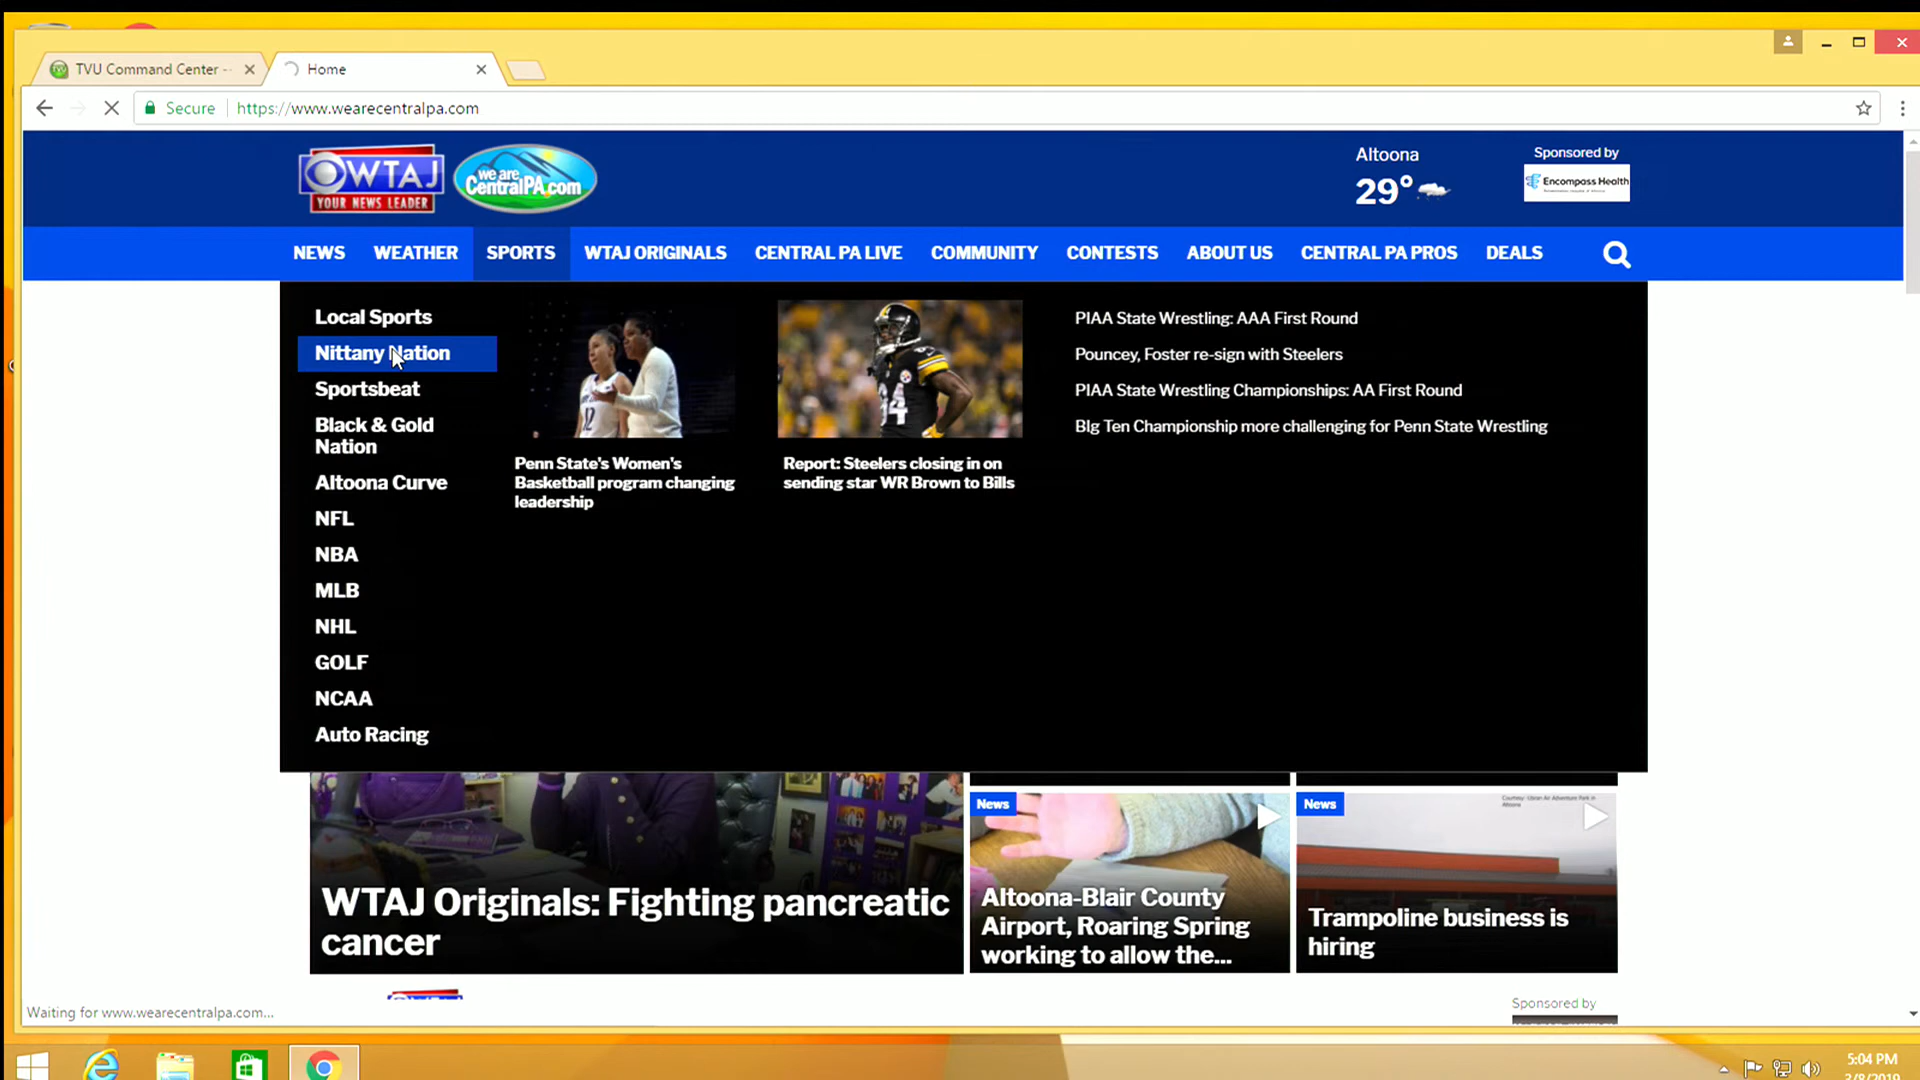 TVU Command Center -
Home
Secure
https://www.wearecentralpa.com
WTAJ
YOUR NEWS LEADER
we are
CentralPA.com
Altoona
29°
Sponsored by
Encompass Health
NEWS WEATHER SPORTS WTAJ ORIGINALS CENTRAL PA LIVE COMMUNITY CONTESTS ABOUT US CENTRAL PA PROS DEALS
Local Sports
Nittany Nation
Sportsbeat
Black & Gold
Nation
Altoona Curve
NFL
NBA
MLB
NHL
GOLF
NCAA
Auto Racing
Penn State's Women's
Basketball program changing
leadership
Report: Steelers closing in on
sending star WR Brown to Bills
PIAA State Wrestling: AAA First Round
Pouncey, Foster re-sign with Steelers
PIAA State Wrestling Championships: AA First Round
BIg Ten Championship more challenging for Penn State Wrestling
WTAJ Originals: Fighting pancreatic
cancer
News
Altoona-Blair County
Airport, Roaring Spring
working to allow the...
News
Trampoline business is
hiring
Waiting for www.wearecentralpa.com...
Sponsored by
5:04 PM
3/8/2019